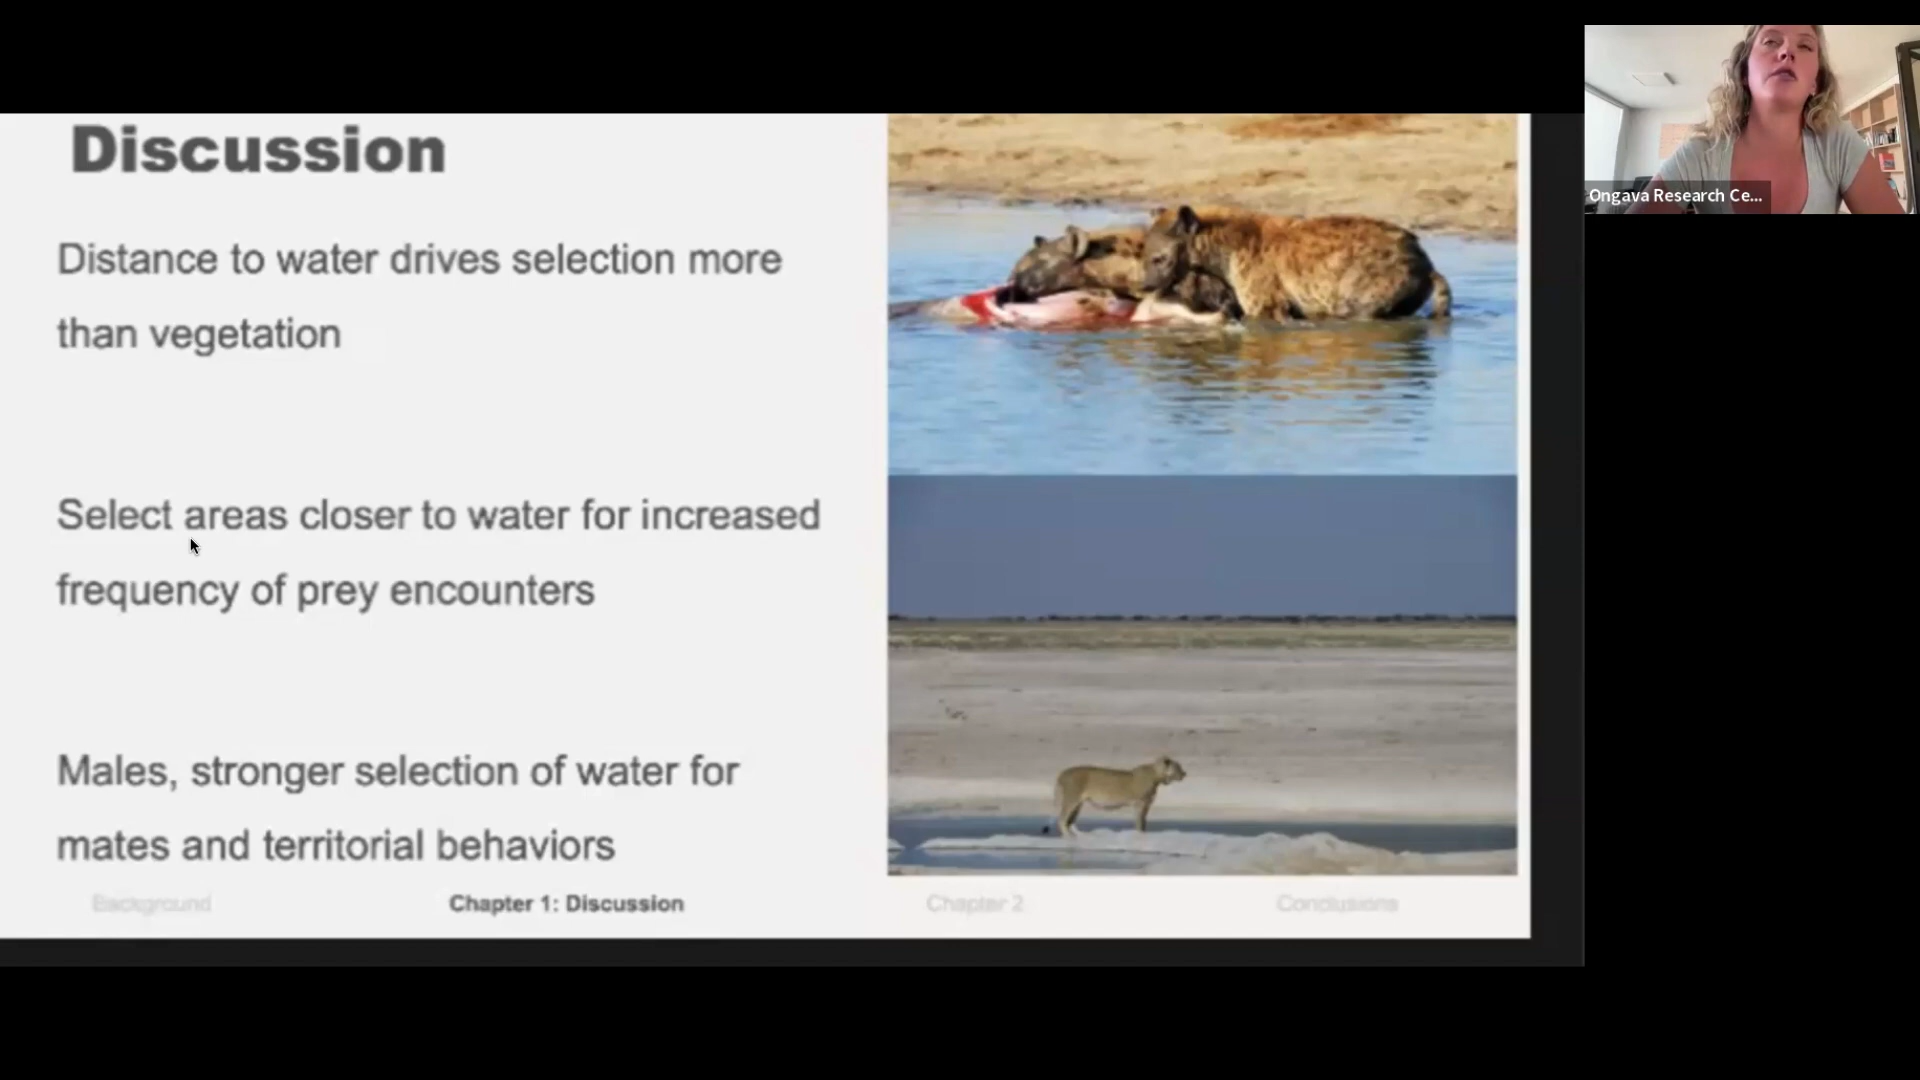 Discussion
Distance to water drives selection more
than vegetation
Select areas closer to water for increased
frequency of prey encounters
Males, stronger selection of water for
mates and territorial behaviors
Background
Chapter 1: Discussion
Chapter 2
Conclusions
Ongava Research Ce...